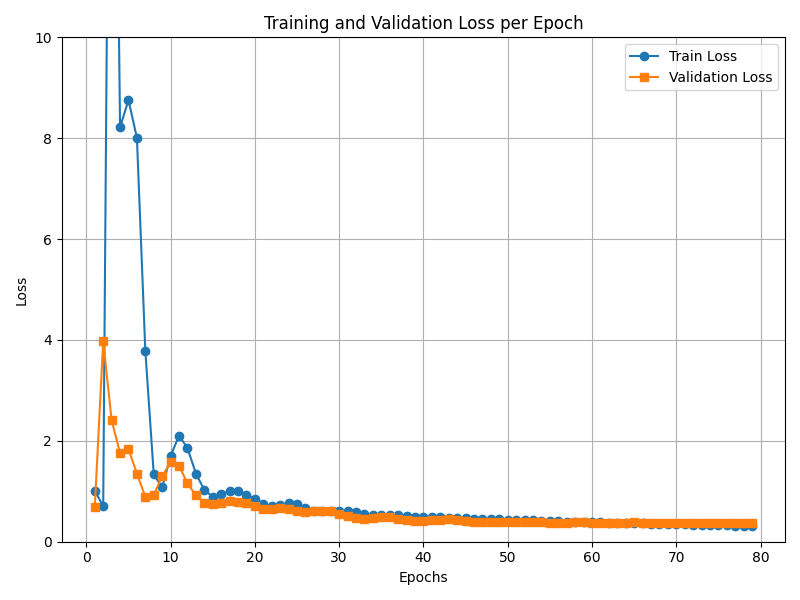 Training and Validation Loss per Epoch
Train Loss
Validation Loss
Loss
10
8
6
4
2
0
0 10 20 30 40 50 60 70 80
Epochs